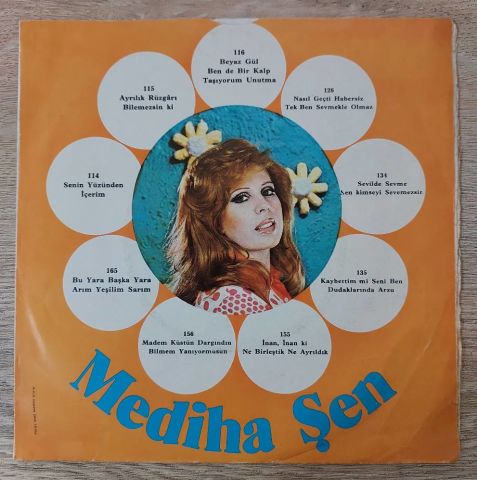 116
Beyaz Gül
Ben de Bir Kalp
Taşıyorum Unutma
115
Ayrılık Rüzgârı
Bilemezsin ki
126
Nasıl Geçti Habersiz
Tek Ben Sevmekle Olmaz
114
Senin Yüzünden
İçerim
134
Sevilde Sevme
Sen kimseyi Sevemezsin
165
Bu Yara Başka Yara
Arım Yeşilim Sarım
135
Kaybettim mi Seni Ben
Dudaklarında Arzu
156
Madem Küstün Dargındın
Bilmem Yanıyormusun
155
İnan, İnan ki
Ne Birleştik Ne Ayrıldık
Mediha Şen